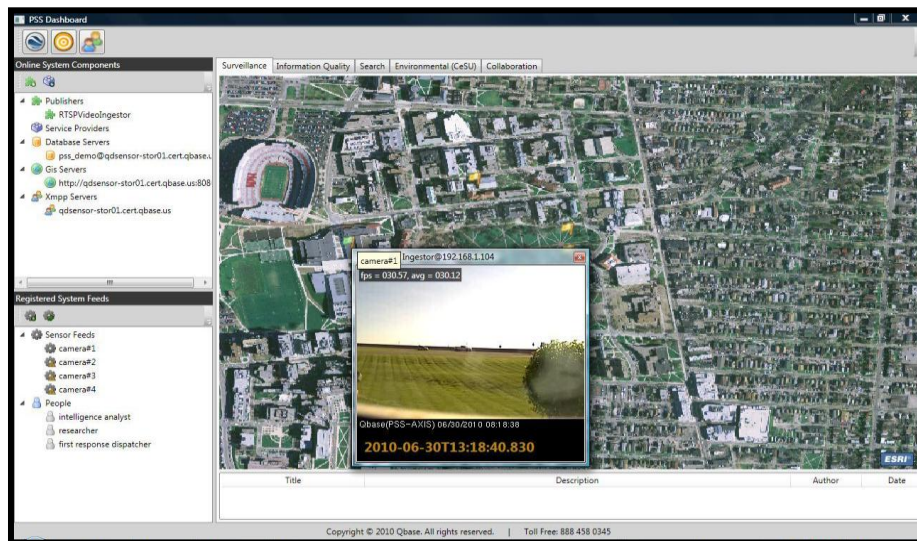 PSS Dashboard
Online System Components
Publishers
RTSPVideoIngestor
Service Providers
Database Servers
pss_demo@qdsensor-stor01.cert.qbase.u
Gis Servers
http://qdsensor-stor01.cert.qbase.us:808
Xmpp Servers
qdsensor-stor01.cert.qbase.us
Registered System Feeds
Sensor Feeds
camera#1
camera#2
camera#3
camera#4
People
intelligence analyst
researcher
first response dispatcher
Surveillance Information Quality Search Environmental (CeSU) Collaboration
camera#1 Ingestor@192.168.1.104
fps = 030.57, avg = 030.12
Qbase(PSS-AXIS) 06/30/2010 08:18:38
2010-06-30T13:18:40.830
ESRI
Title Description Author Date
Copyright © 2010 Qbase. All rights reserved. | Toll Free: 888 458 0345